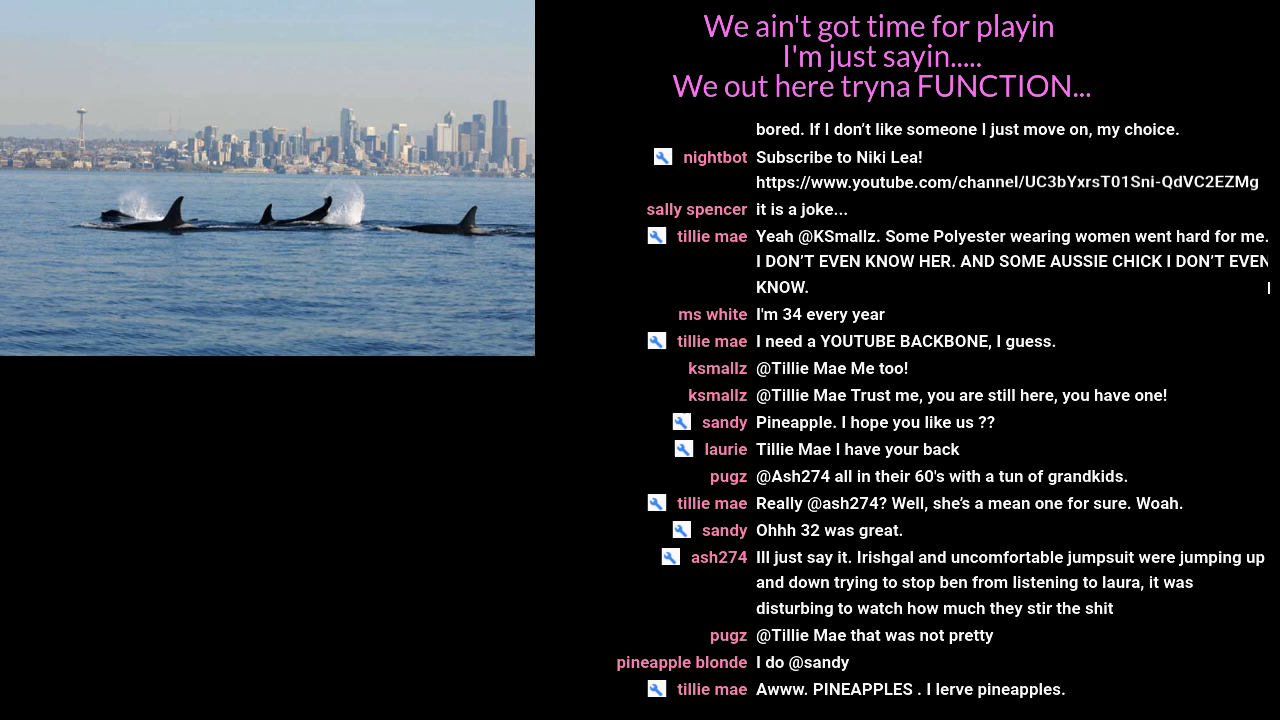 We ain't got time for playin
I'm just sayin.....
We out here tryna FUNCTION...
bored. If I don’t like someone I just move on, my choice.
nightbot Subscribe to Niki Lea!
https://www.youtube.com/channel/UC3bYxrsT01Sni-QdVC2EZMg
sally spencer it is a joke...
tillie mae Yeah @KSmallz. Some Polyester wearing women went hard for me.
I DON’T EVEN KNOW HER. AND SOME AUSSIE CHICK I DON’T EVEN
KNOW.
ms white I'm 34 every year
tillie mae I need a YOUTUBE BACKBONE, I guess.
ksmallz @Tillie Mae Me too!
ksmallz @Tillie Mae Trust me, you are still here, you have one!
sandy Pineapple. I hope you like us ??
laurie Tillie Mae I have your back
pugz @Ash274 all in their 60's with a tun of grandkids.
tillie mae Really @ash274? Well, she’s a mean one for sure. Woah.
sandy Ohhh 32 was great.
ash274 Ill just say it. Irishgal and uncomfortable jumpsuit were jumping up
and down trying to stop ben from listening to laura, it was
disturbing to watch how much they stir the shit
pugz @Tillie Mae that was not pretty
pineapple blonde I do @sandy
tillie mae Awww. PINEAPPLES . I lerve pineapples.